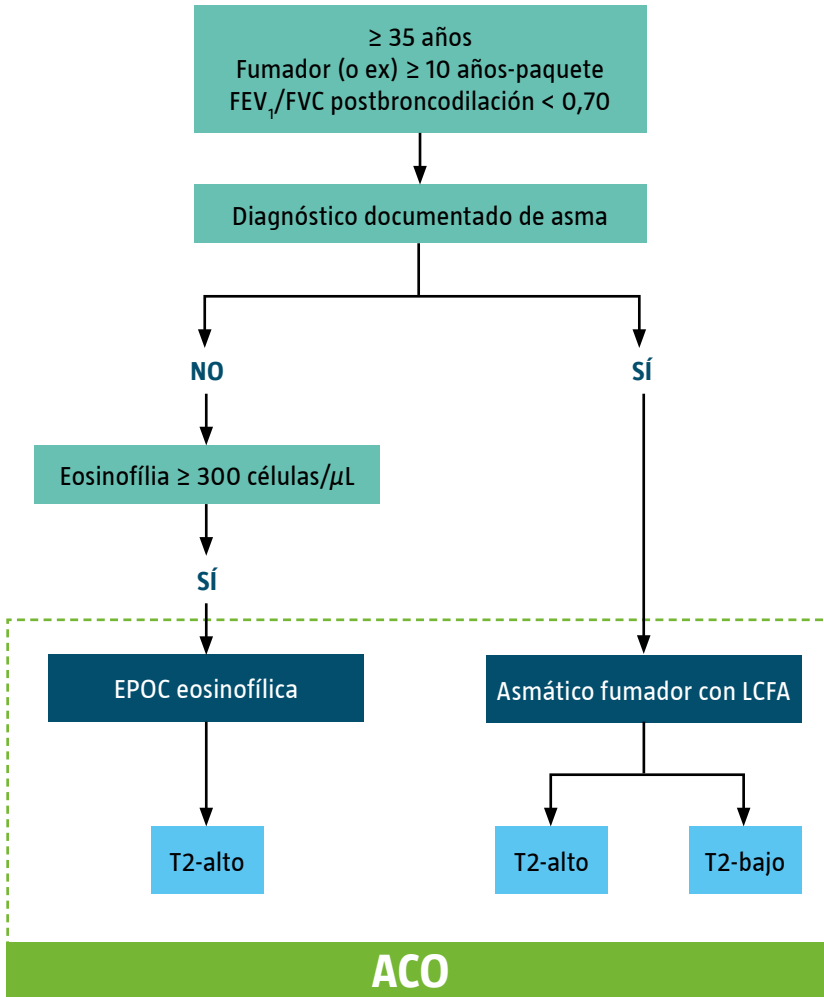 ≥ 35 años
Fumador (o ex) ≥ 10 años-paquete
FEV₁/FVC postbroncodilación < 0,70
Diagnóstico documentado de asma
NO
SÍ
Eosinofília ≥ 300 células/μL
SÍ
EPOC eosinofílica
Asmático fumador con LCFA
T2-alto
T2-alto
T2-bajo
ACO